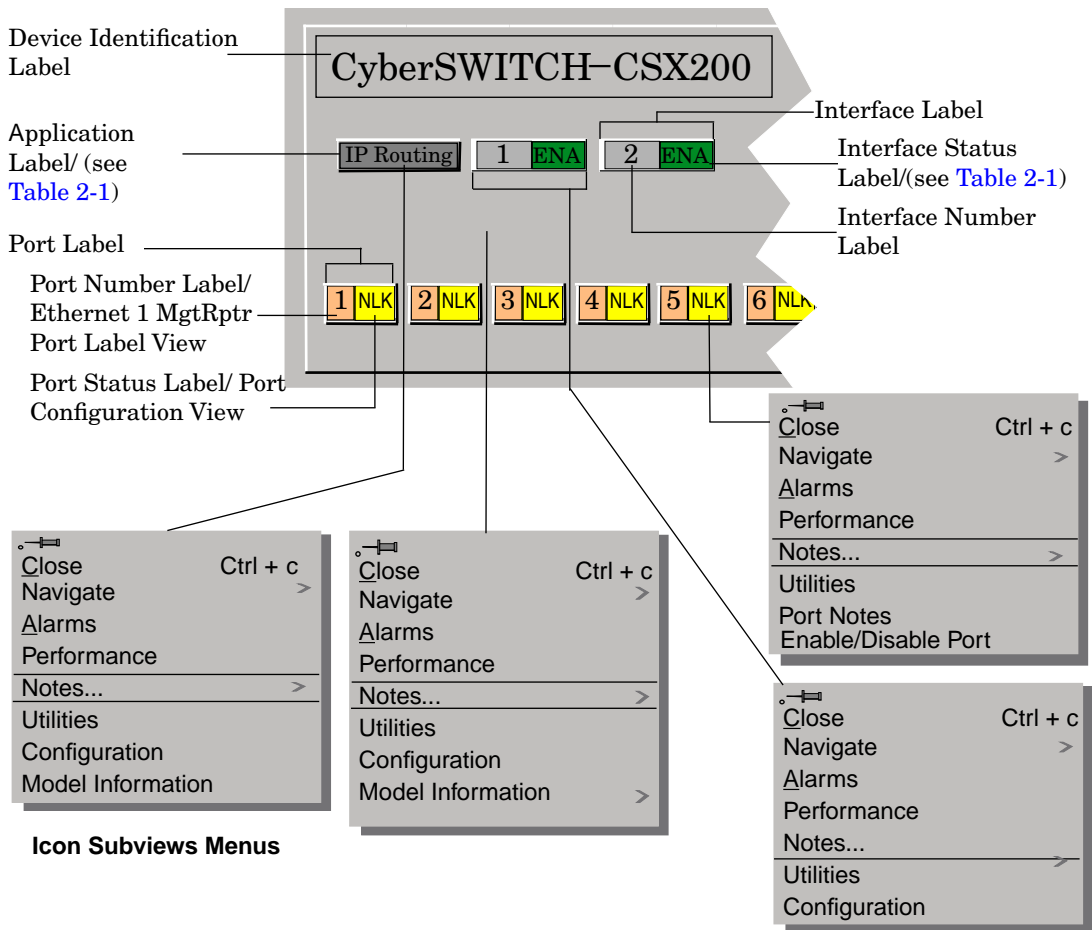 Device Identification
Label
CyberSWITCH–CSX200
Application
Label/ (see
Table 2-1)
IP Routing
1 ENA
2 ENA
Interface Label
Interface Status
Label/(see Table 2-1)
Interface Number
Label
Port Label
Port Number Label/
Ethernet 1 MgtRptr
Port Label View
Port Status Label/ Port
Configuration View
1 NLK
2 NLK
3 NLK
4 NLK
5 NLK
6 NLK
Close Ctrl + c
Navigate >
Alarms
Performance
Notes... >
Utilities
Configuration
Model Information
Icon Subviews Menus
Close Ctrl + c
Navigate >
Alarms
Performance
Notes... >
Utilities
Configuration
Model Information >
Close Ctrl + c
Navigate >
Alarms
Performance
Notes... >
Utilities
Port Notes
Enable/Disable Port
Close Ctrl + c
Navigate >
Alarms
Performance
Notes... >
Utilities
Configuration